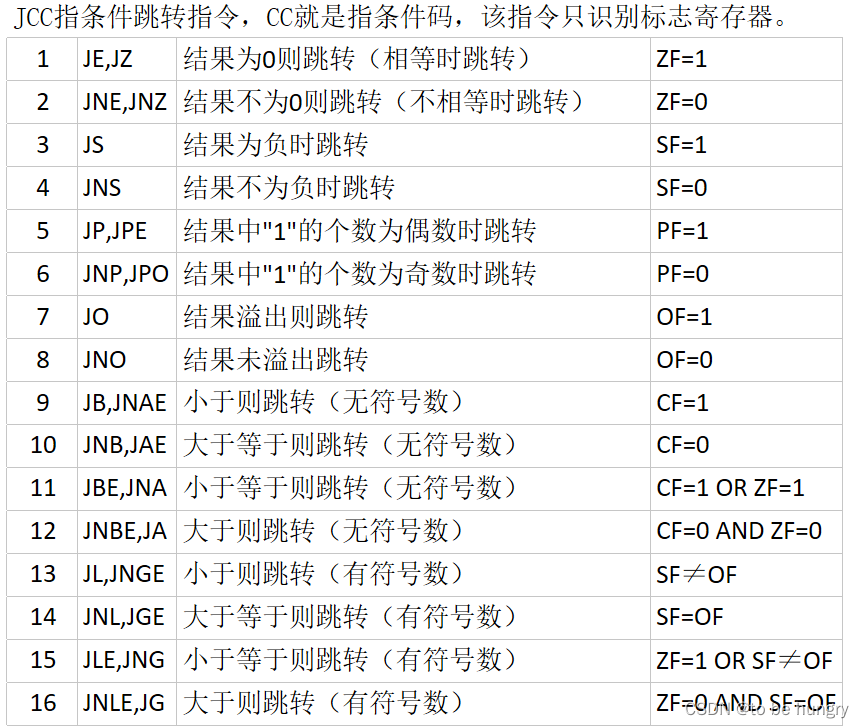 JCC指条件跳转指令，CC就是指条件码，该指令只识别标志寄存器。
1 JE,JZ 结果为0则跳转（相等时跳转） ZF=1
2 JNE,JNZ 结果不为0则跳转（不相等时跳转） ZF=0
3 JS 结果为负时跳转 SF=1
4 JNS 结果不为负时跳转 SF=0
5 JP,JPE 结果中"1"的个数为偶数时跳转 PF=1
6 JNP,JPO 结果中"1"的个数为奇数时跳转 PF=0
7 JO 结果溢出则跳转 OF=1
8 JNO 结果未溢出跳转 OF=0
9 JB,JNAE 小于则跳转（无符号数） CF=1
10 JNB,JAE 大于等于则跳转（无符号数） CF=0
11 JBE,JNA 小于等于则跳转（无符号数） CF=1 OR ZF=1
12 JNBE,JA 大于则跳转（无符号数） CF=0 AND ZF=0
13 JL,JNGE 小于则跳转（有符号数） SF≠OF
14 JNL,JGE 大于等于则跳转（有符号数） SF=OF
15 JLE,JNG 小于等于则跳转（有符号数） ZF=1 OR SF≠OF
16 JNLE,JG 大于则跳转（有符号数） ZF=0 AND SF=OF
CSDN @to be hungry